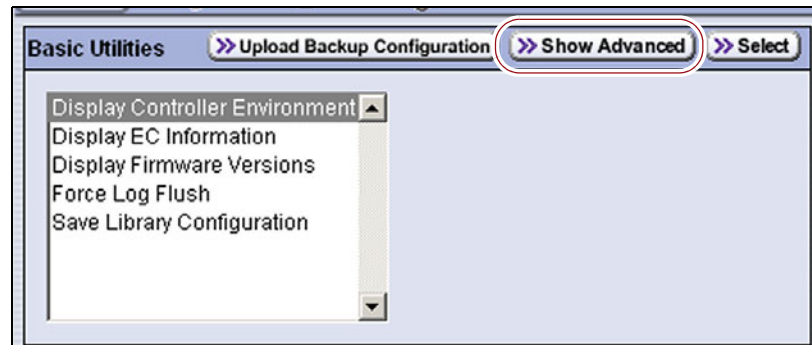 Basic Utilities >> Upload Backup Configuration >> Show Advanced >> Select
Display Controller Environment
Display EC Information
Display Firmware Versions
Force Log Flush
Save Library Configuration